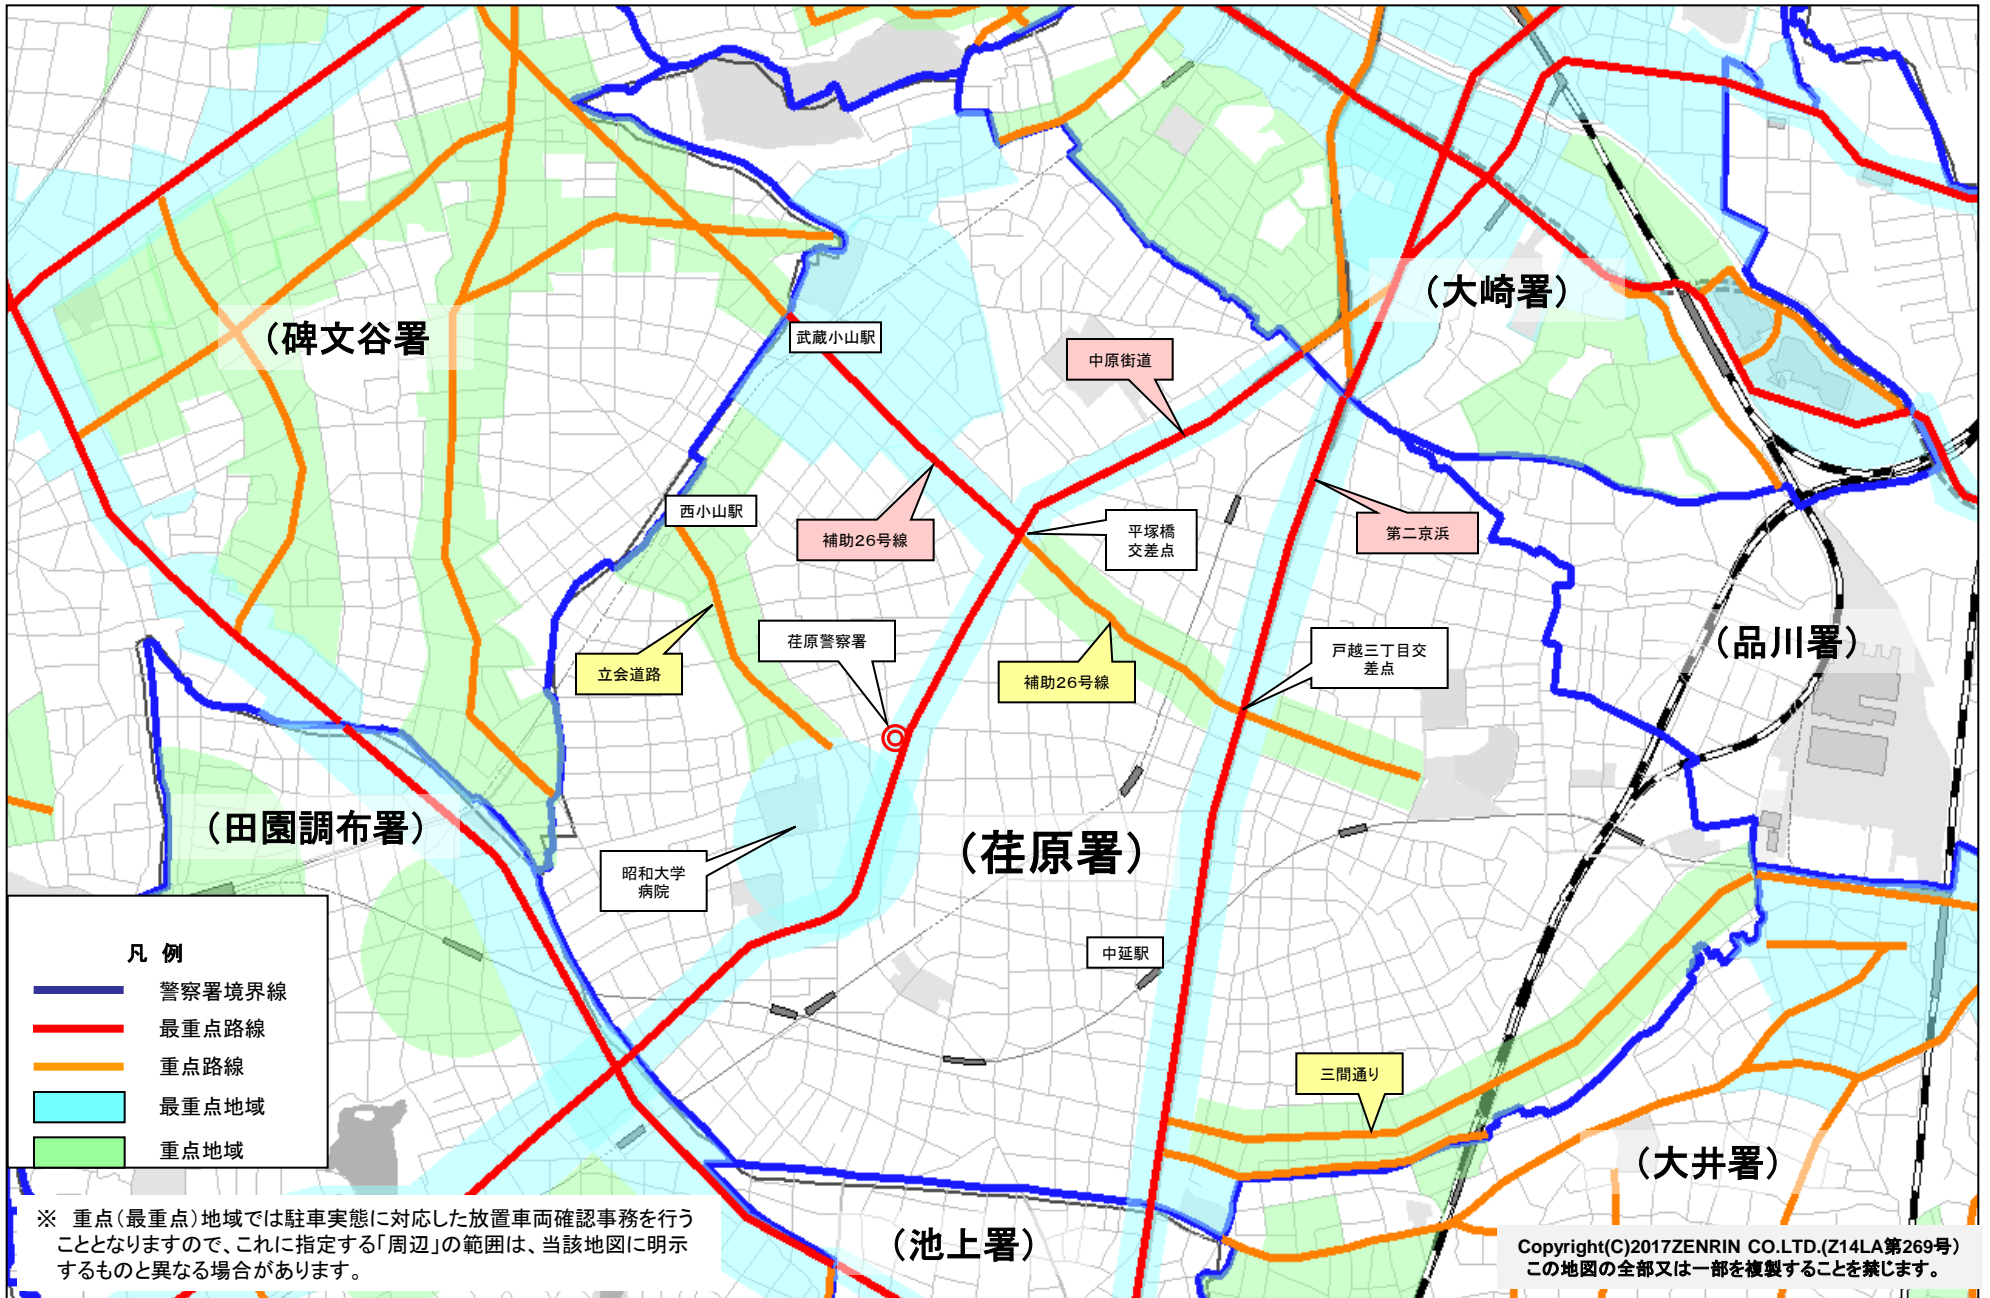 （大崎署）
（碑文谷署
武蔵小山駅
中原街道
西小山駅
補助26号線
平塚橋
交差点
第二京浜
荏原警察署
立会道路
補助26号線
戸越三丁目交
差点
（品川署）
（田園調布署）
（荏原署）
昭和大学
病院
中延駅
三間通り
（大井署）
（池上署）
凡 例
警察署境界線
最重点路線
重点路線
最重点地域
重点地域
※ 重点（最重点）地域では駐車実態に対応した放置車両確認事務を行う
こととなりますので、これに指定する「周辺」の範囲は、当該地図に明示
するものと異なる場合があります。
Copyright(C)2017ZENRIN CO.LTD.(Z14LA第269号)
この地図の全部又は一部を複製することを禁じます。